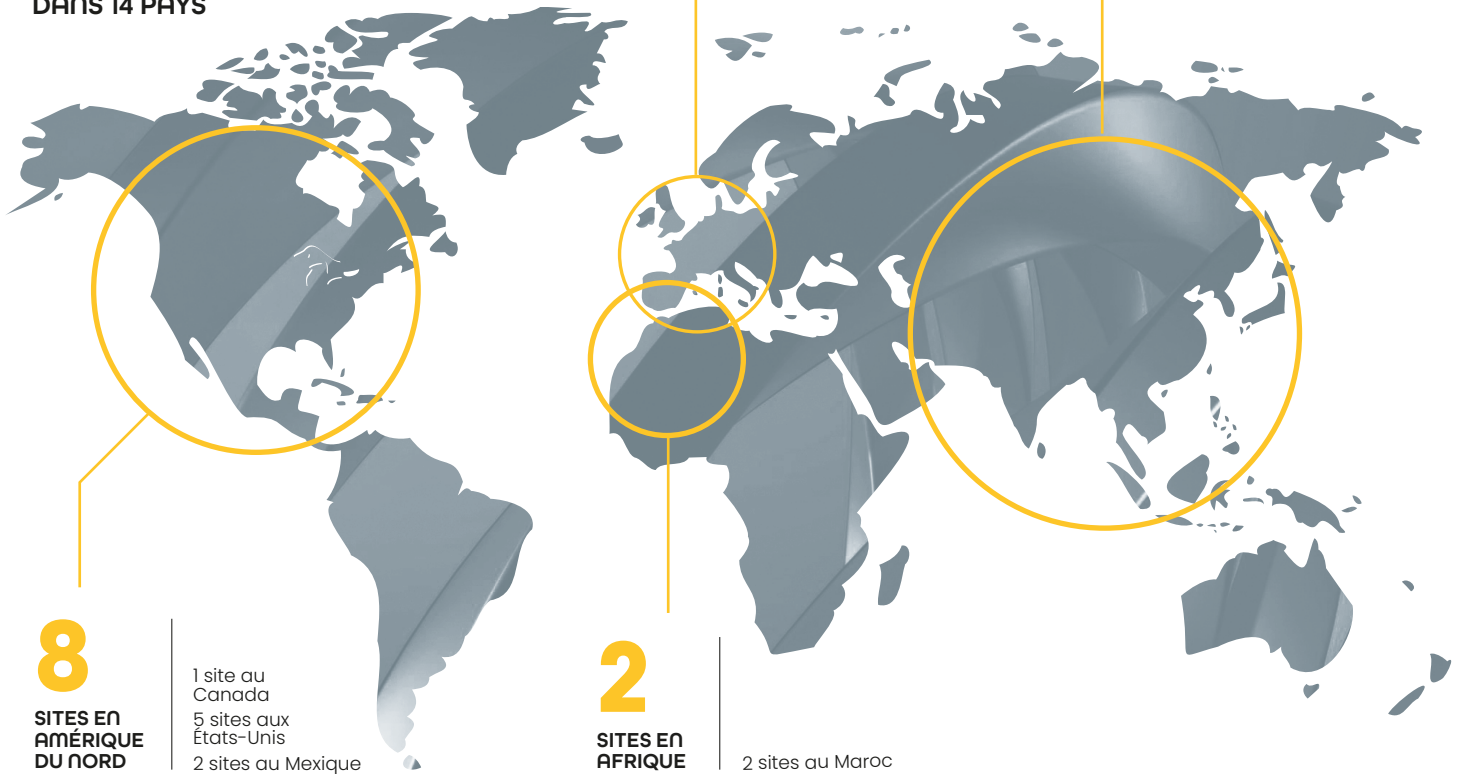 DANS 14 PAYS
8
SITES EN
AMÉRIQUE
DU NORD
1 site au
Canada
5 sites aux
États-Unis
2 sites au Mexique
2
SITES EN
AFRIQUE
2 sites au Maroc